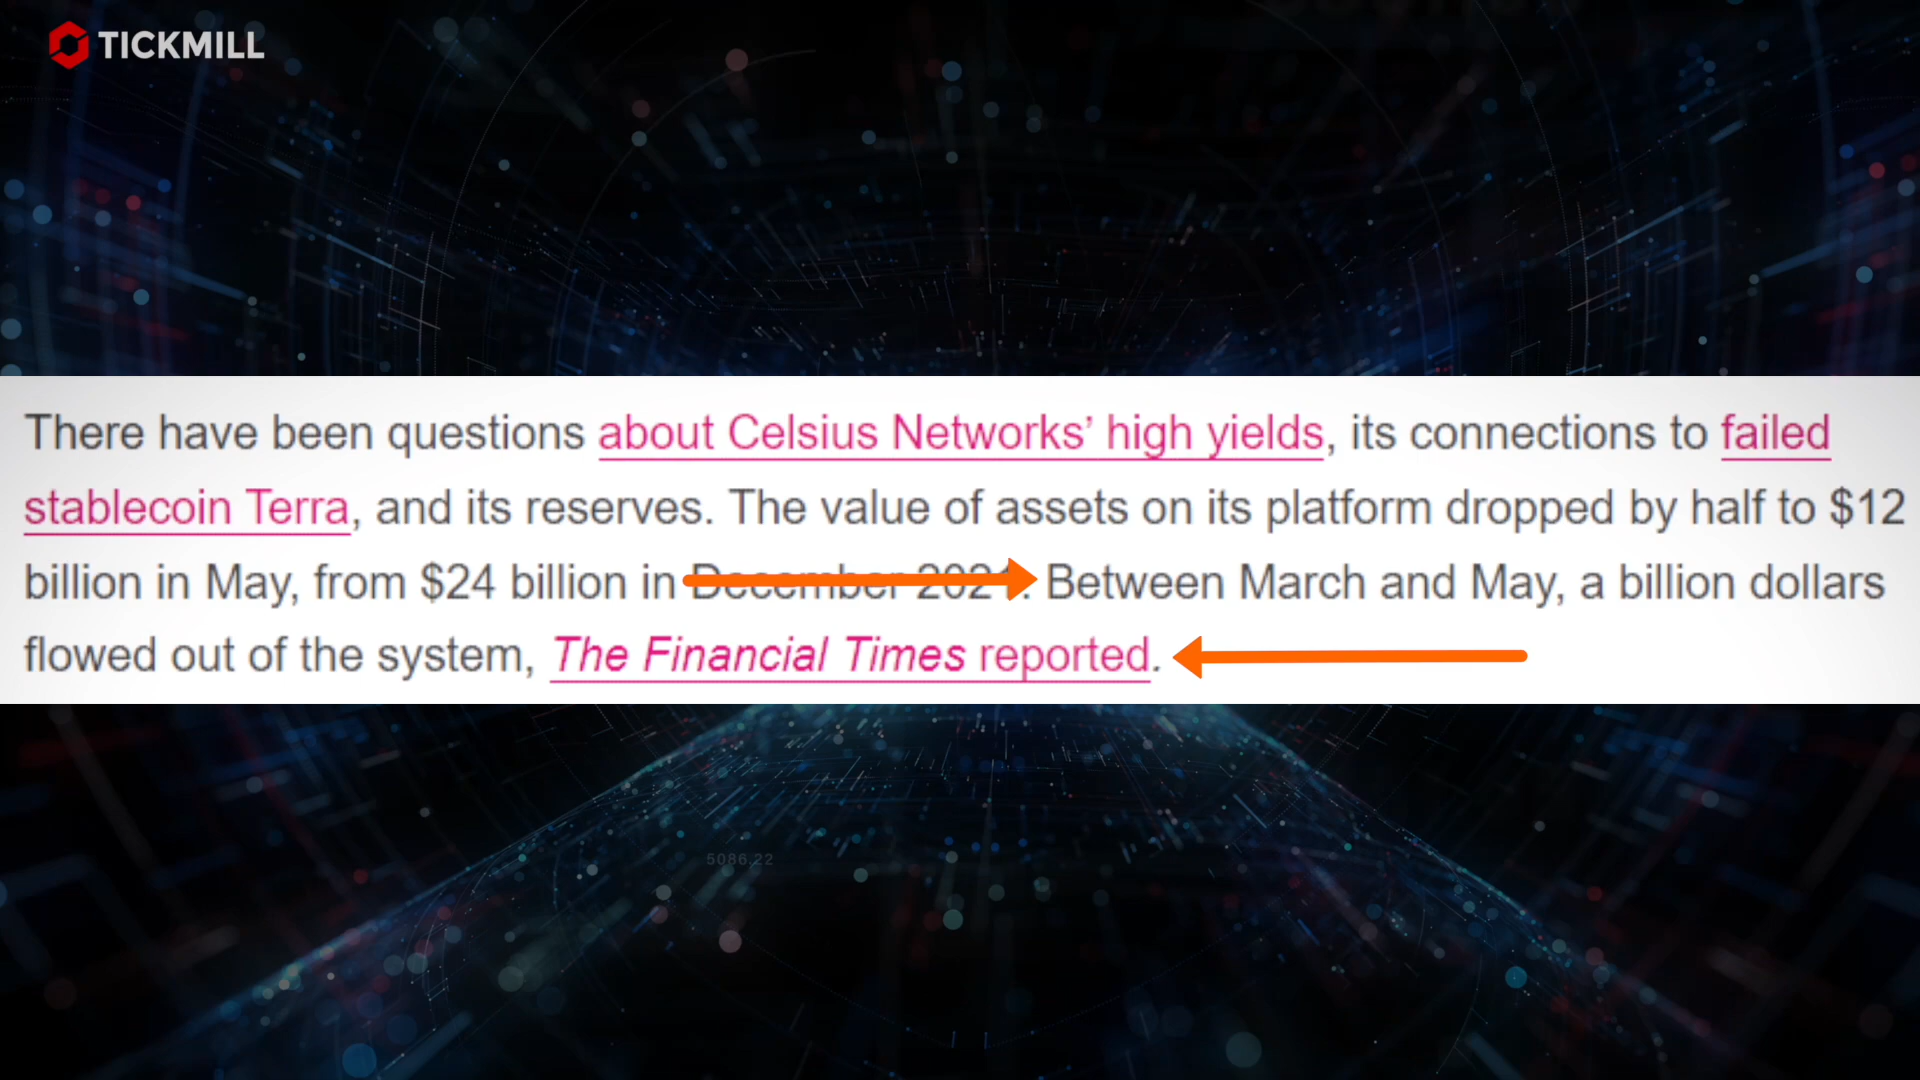 TICKMILL
There have been questions about Celsius Networks’ high yields, its connections to failed
stablecoin Terra, and its reserves. The value of assets on its platform dropped by half to $12
billion in May, from $24 billion in December 2021. Between March and May, a billion dollars
flowed out of the system, The Financial Times reported.
5086.22